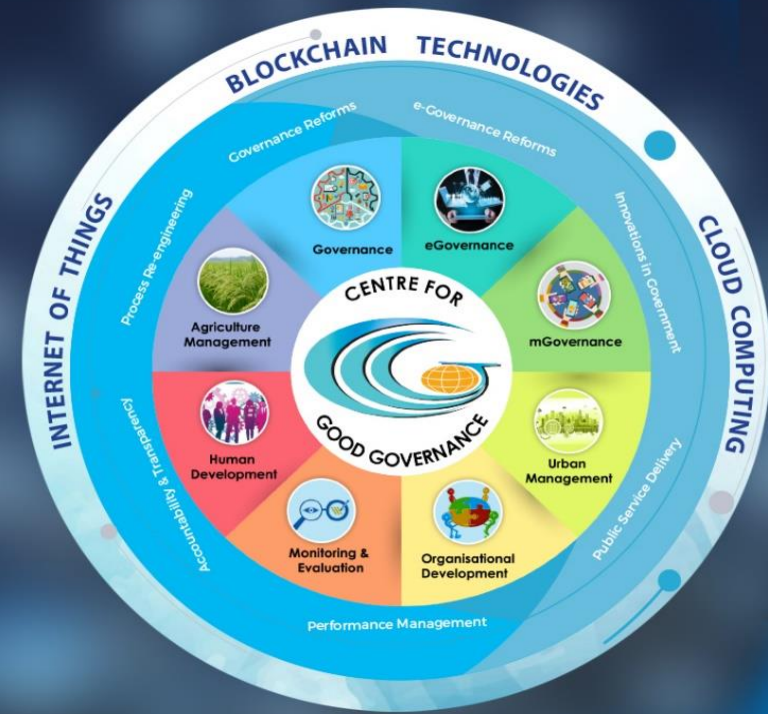 BLOCKCHAIN TECHNOLOGIES
CLOUD COMPUTING
INTERNET OF THINGS
Governance Reforms
e-Governance Reforms
Innovations in Government
Public Service Delivery
Performance Management
Accountability & Transparency
Process Re-engineering
Governance
eGovernance
mGovernance
Urban
Management
Organisational
Development
Monitoring &
Evaluation
Human
Development
Agriculture
Management
CENTRE FOR
GOOD GOVERNANCE